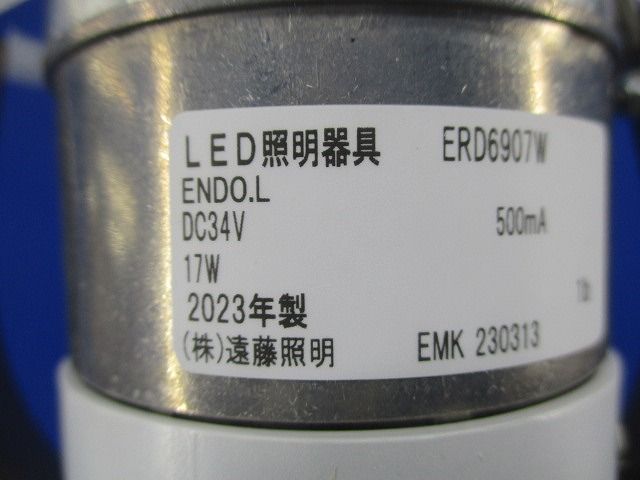 LED照明器具 ERD6907W
ENDO.L
DC34V 500mA
17W
2023年製
(株)遠藤照明 EMK 230313